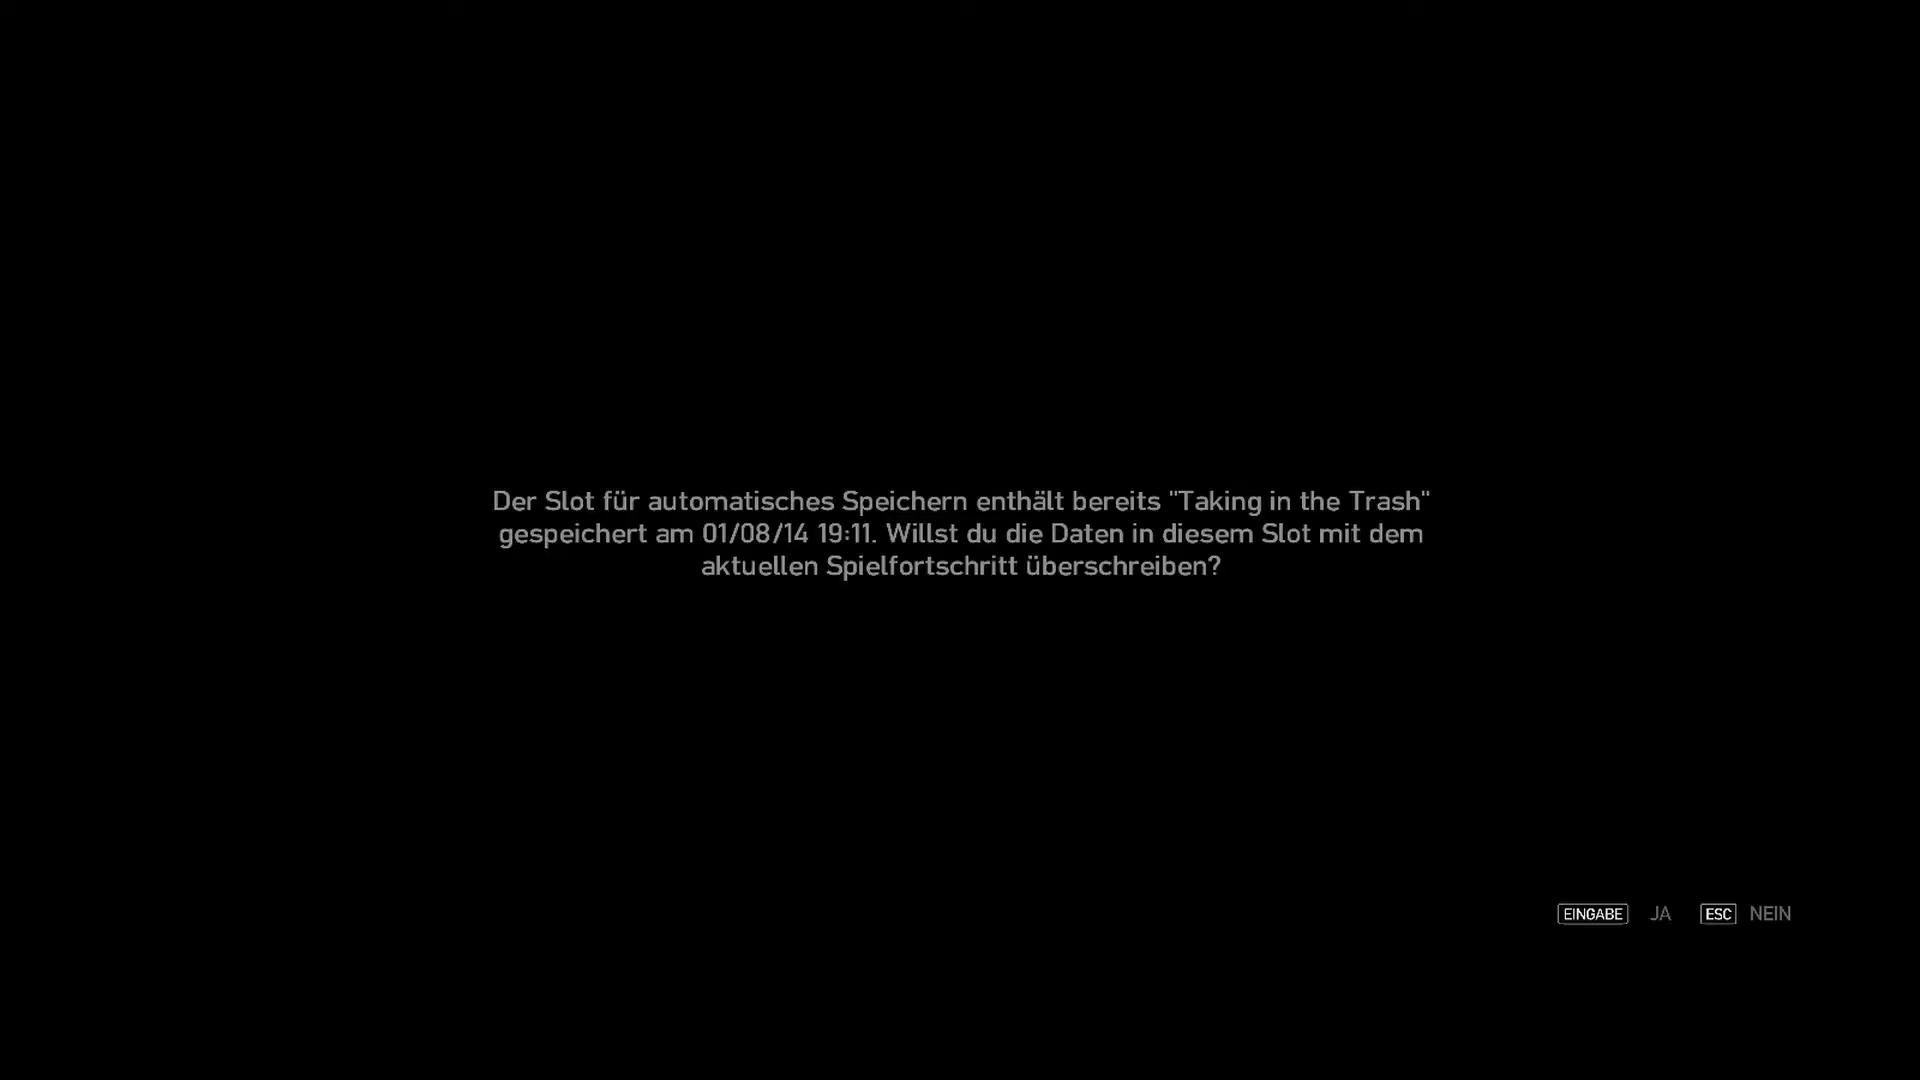 Der Slot für automatisches Speichern enthält bereits "Taking in the Trash"
gespeichert am 01/08/14 19:11. Willst du die Daten in diesem Slot mit dem
aktuellen Spielfortschritt überschreiben?
EINGABE JA ESC NEIN